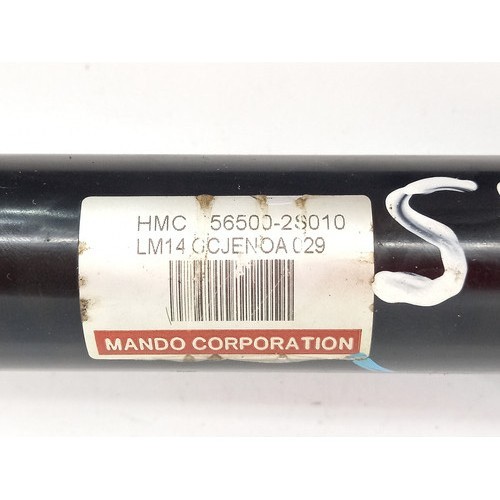 HMC 56500-2S010
LM14 GCJENOA 029
MANDO CORPORATION
S